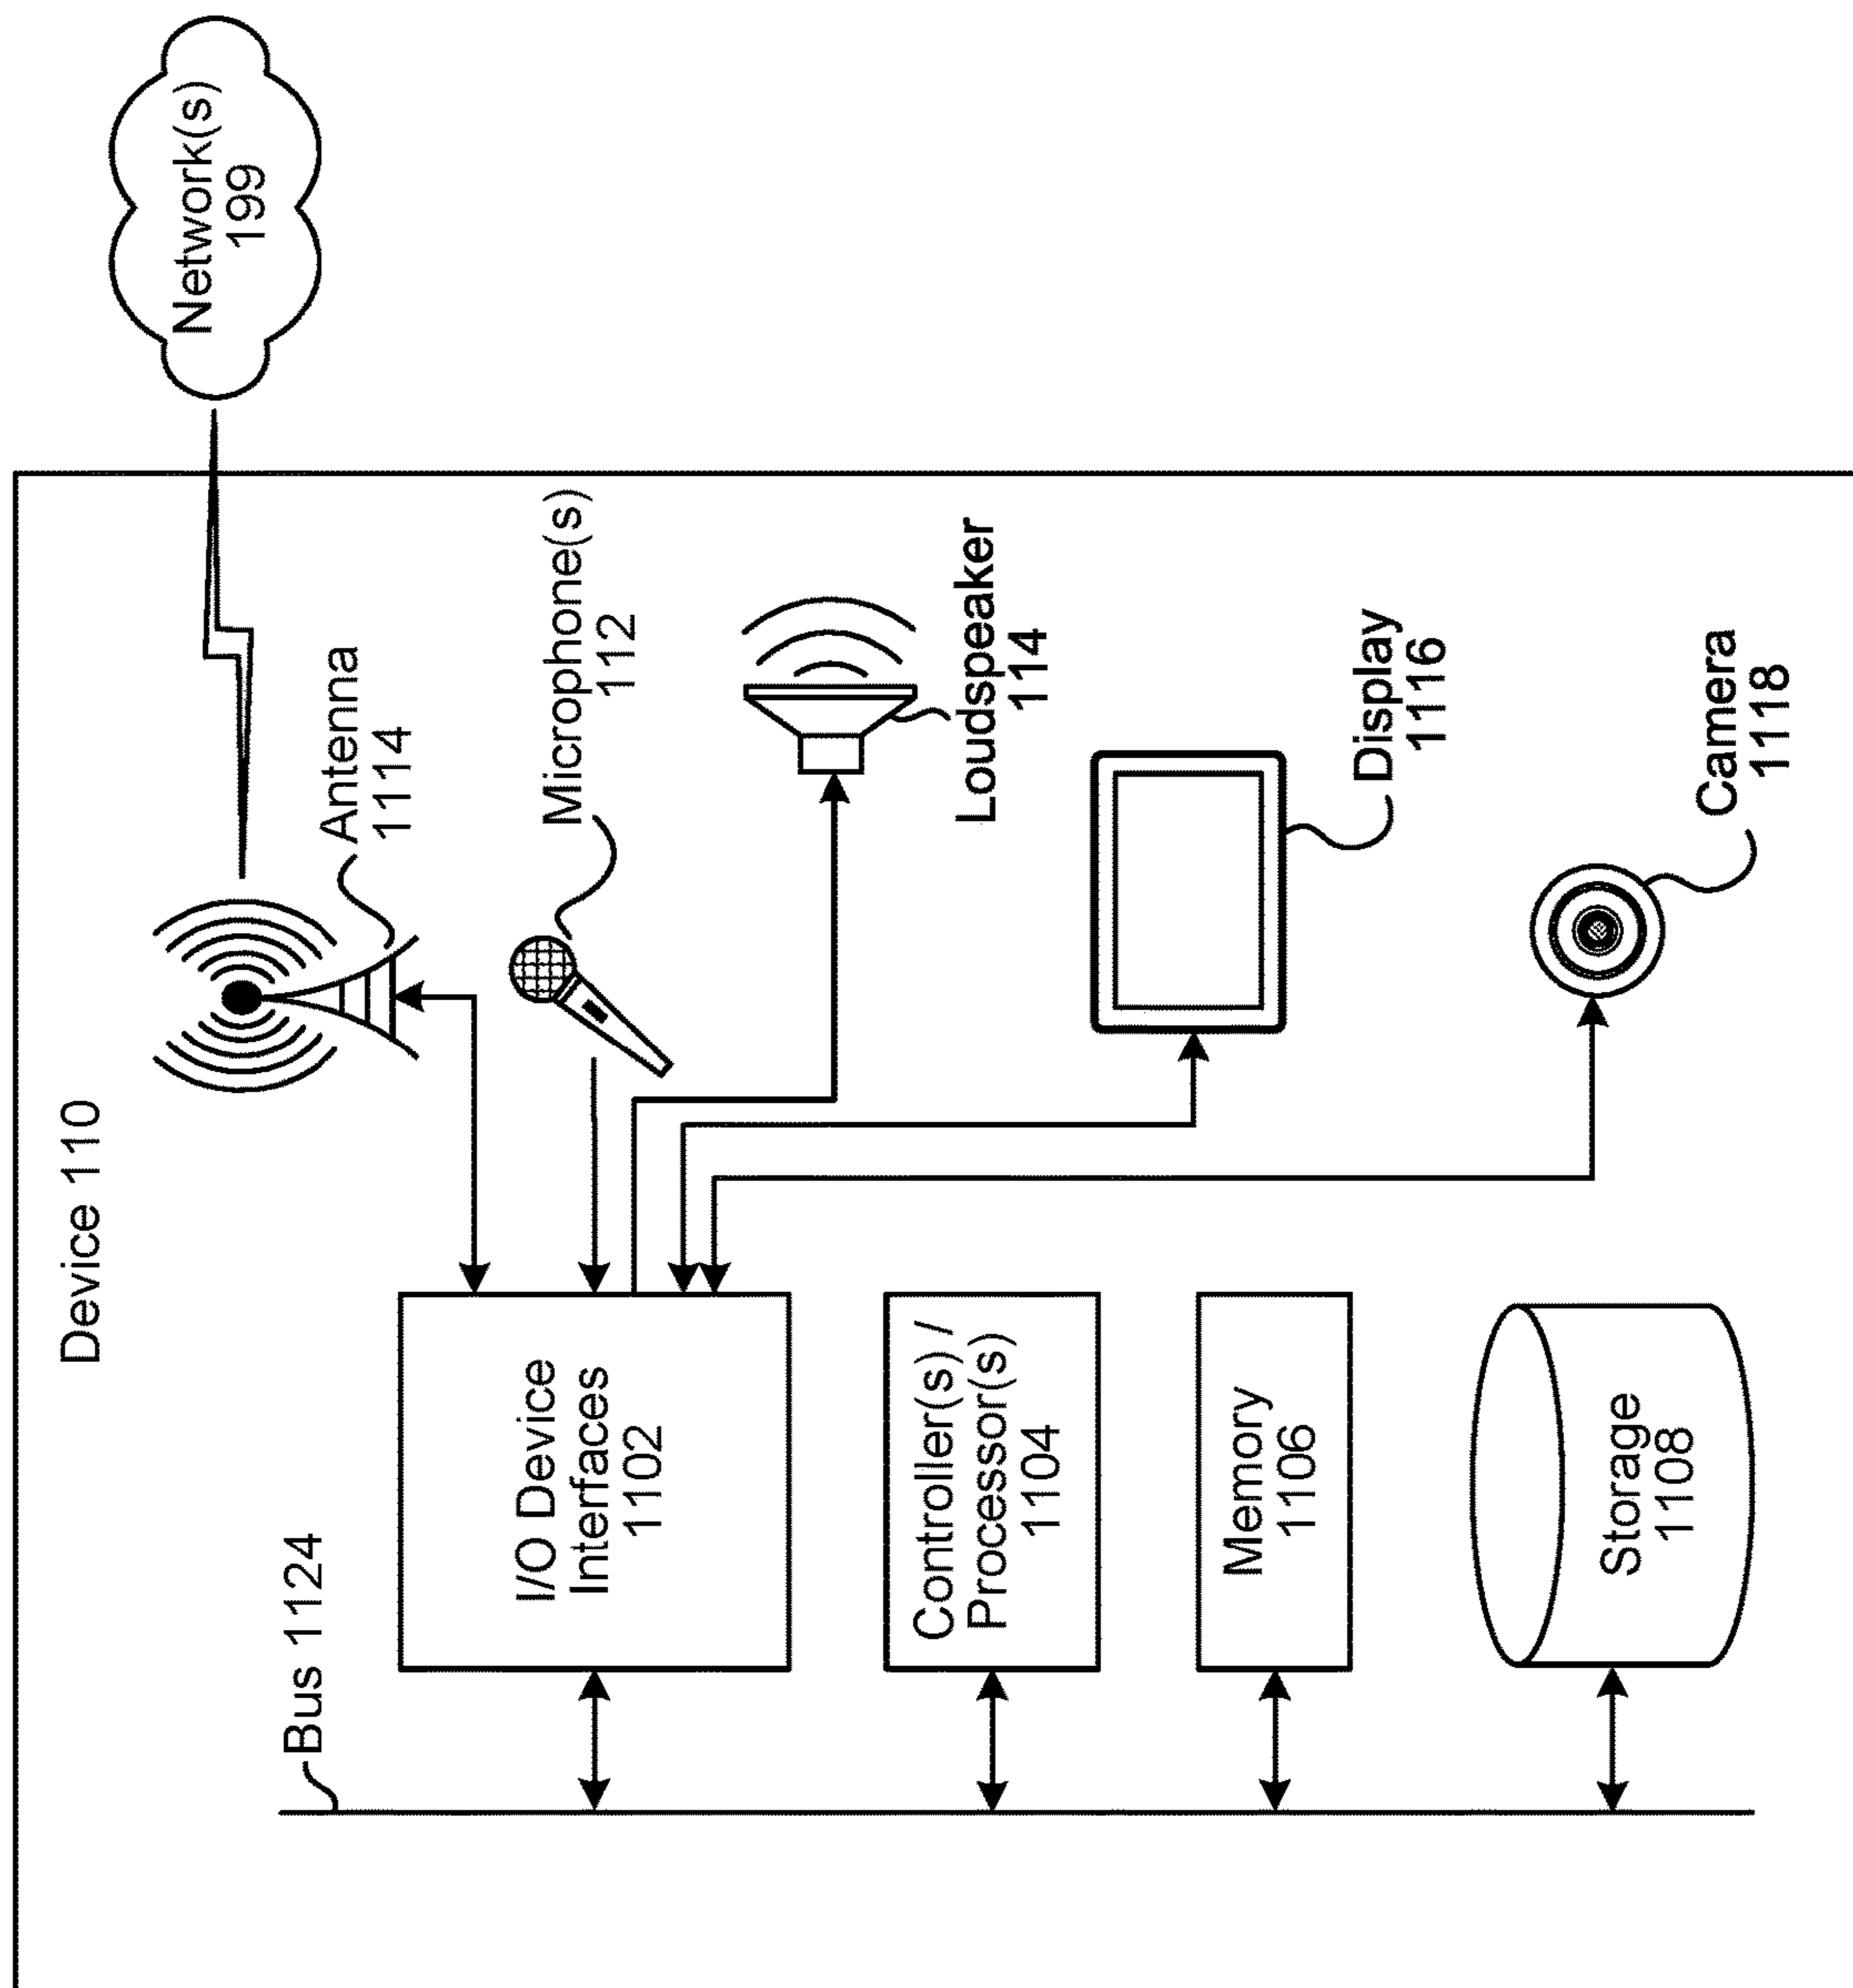 Device 110
Network(s)
199
Antenna
1114
Bus 1124
I/O Device
Interfaces
1102
Microphone(s)
112
Loudspeaker
114
Controller(s) /
Processor(s)
1104
Memory
1106
Display
1116
Storage
1108
Camera
1118